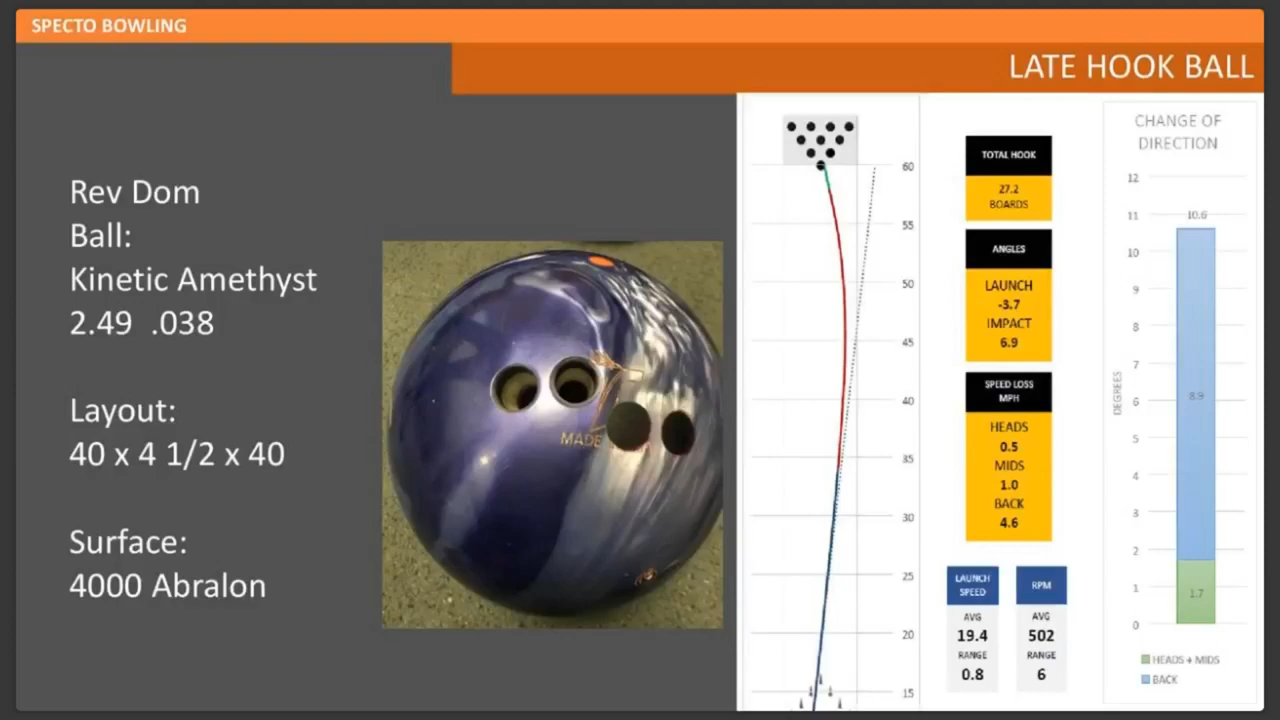 SPECTO BOWLING
LATE HOOK BALL
Rev Dom
Ball:
Kinetic Amethyst
2.49 .038
Layout:
40 x 4 1/2 x 40
Surface:
4000 Abralon
MADE
60
55
50
45
40
35
30
25
20
15
TOTAL HOOK
27.2
BOARDS
ANGLES
LAUNCH
-3.7
IMPACT
6.9
SPEED LOSS
MPH
HEADS
0.5
MIDS
1.0
BACK
4.6
LAUNCH
SPEED
AVG
19.4
RANGE
0.8
RPM
AVG
502
RANGE
6
CHANGE OF
DIRECTION
DEGREES
12
11
10
9
8
7
6
5
4
3
2
1
0
10.6
8.9
1.7
HEADS + MIDS
BACK